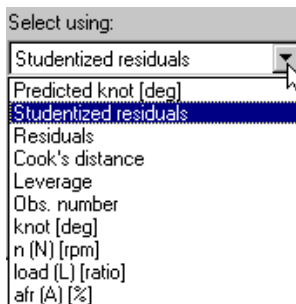 Select using:
Studentized residuals
Predicted knot [deg]
Studentized residuals
Residuals
Cook's distance
Leverage
Obs. number
knot [deg]
n (N) [rpm]
load (L) [ratio]
afr (A) [%]